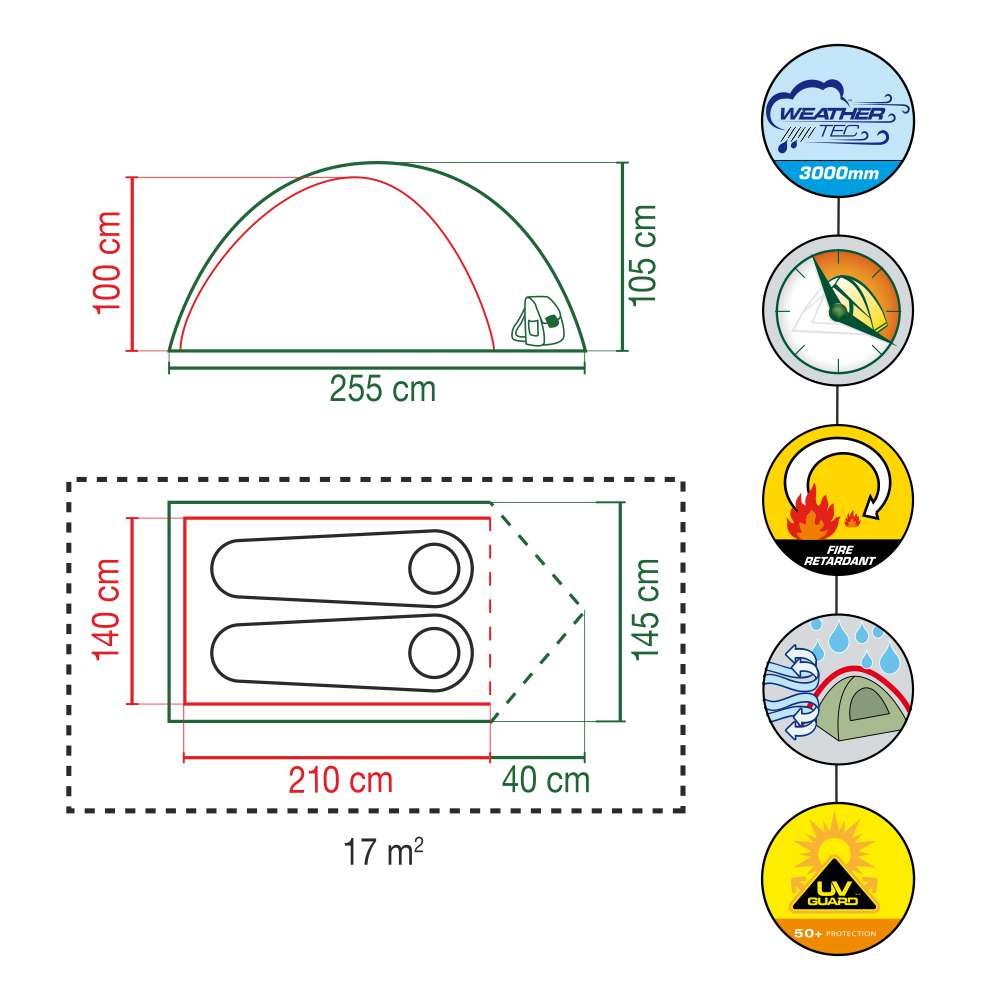 100 cm
105 cm
255 cm
140 cm
145 cm
210 cm
40 cm
17 m²
WEATHER
TEC
3000mm
FIRE
RETARDANT
UV
GUARD
50+ PROTECTION